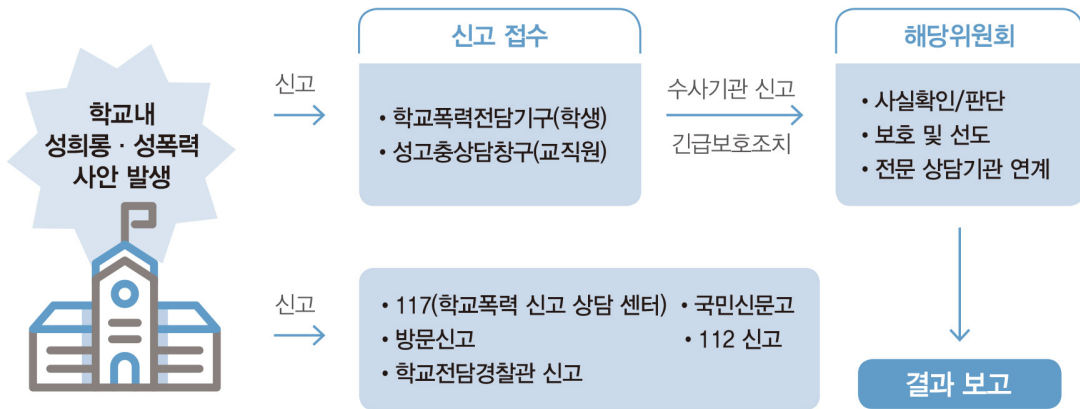 학교내
성희롱 · 성폭력
사안 발생
신고
신고 접수
• 학교폭력전담기구(학생)
• 성고충상담창구(교직원)
수사기관 신고
긴급보호조치
해당위원회
• 사실확인/판단
• 보호 및 선도
• 전문 상담기관 연계
신고
• 117(학교폭력 신고 상담 센터) • 국민신문고
• 방문신고 • 112 신고
• 학교전담경찰관 신고
결과 보고